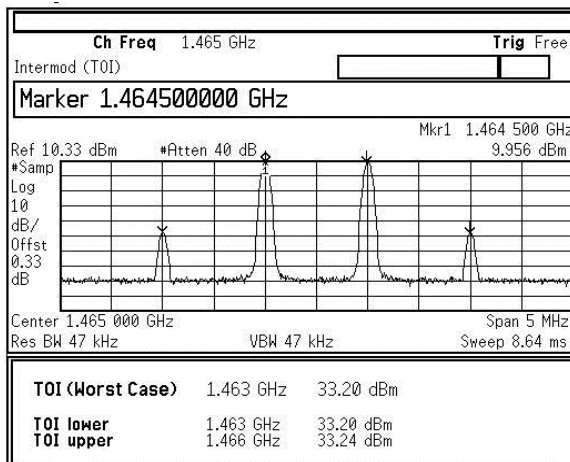 Ch Freq 1.465 GHz Trig Free
Intermod (TOI)
Marker 1.464500000 GHz
Mkr1 1.464 500 GHz
Ref 10.33 dBm #Atten 40 dB 9.956 dBm
#Samp
Log
10
dB/
Offst
0.33
dB
1
Center 1.465 000 GHz Span 5 MHz
Res BW 47 kHz VBW 47 kHz Sweep 8.64 ms
TOI (Worst Case) 1.463 GHz 33.20 dBm
TOI lower 1.463 GHz 33.20 dBm
TOI upper 1.466 GHz 33.24 dBm